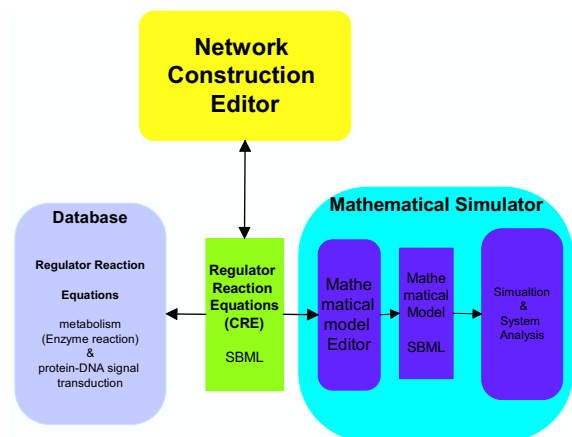 Network
Construction
Editor
Database
Regulator Reaction
Equations
metabolism
(Enzyme reaction)
&
protein-DNA signal
transduction
Regulator
Reaction
Equations
(CRE)
SBML
Mathematical Simulator
Mathe
matical
model
Editor
Mathe
matical
Model
SBML
Simualtion
&
System
Analysis